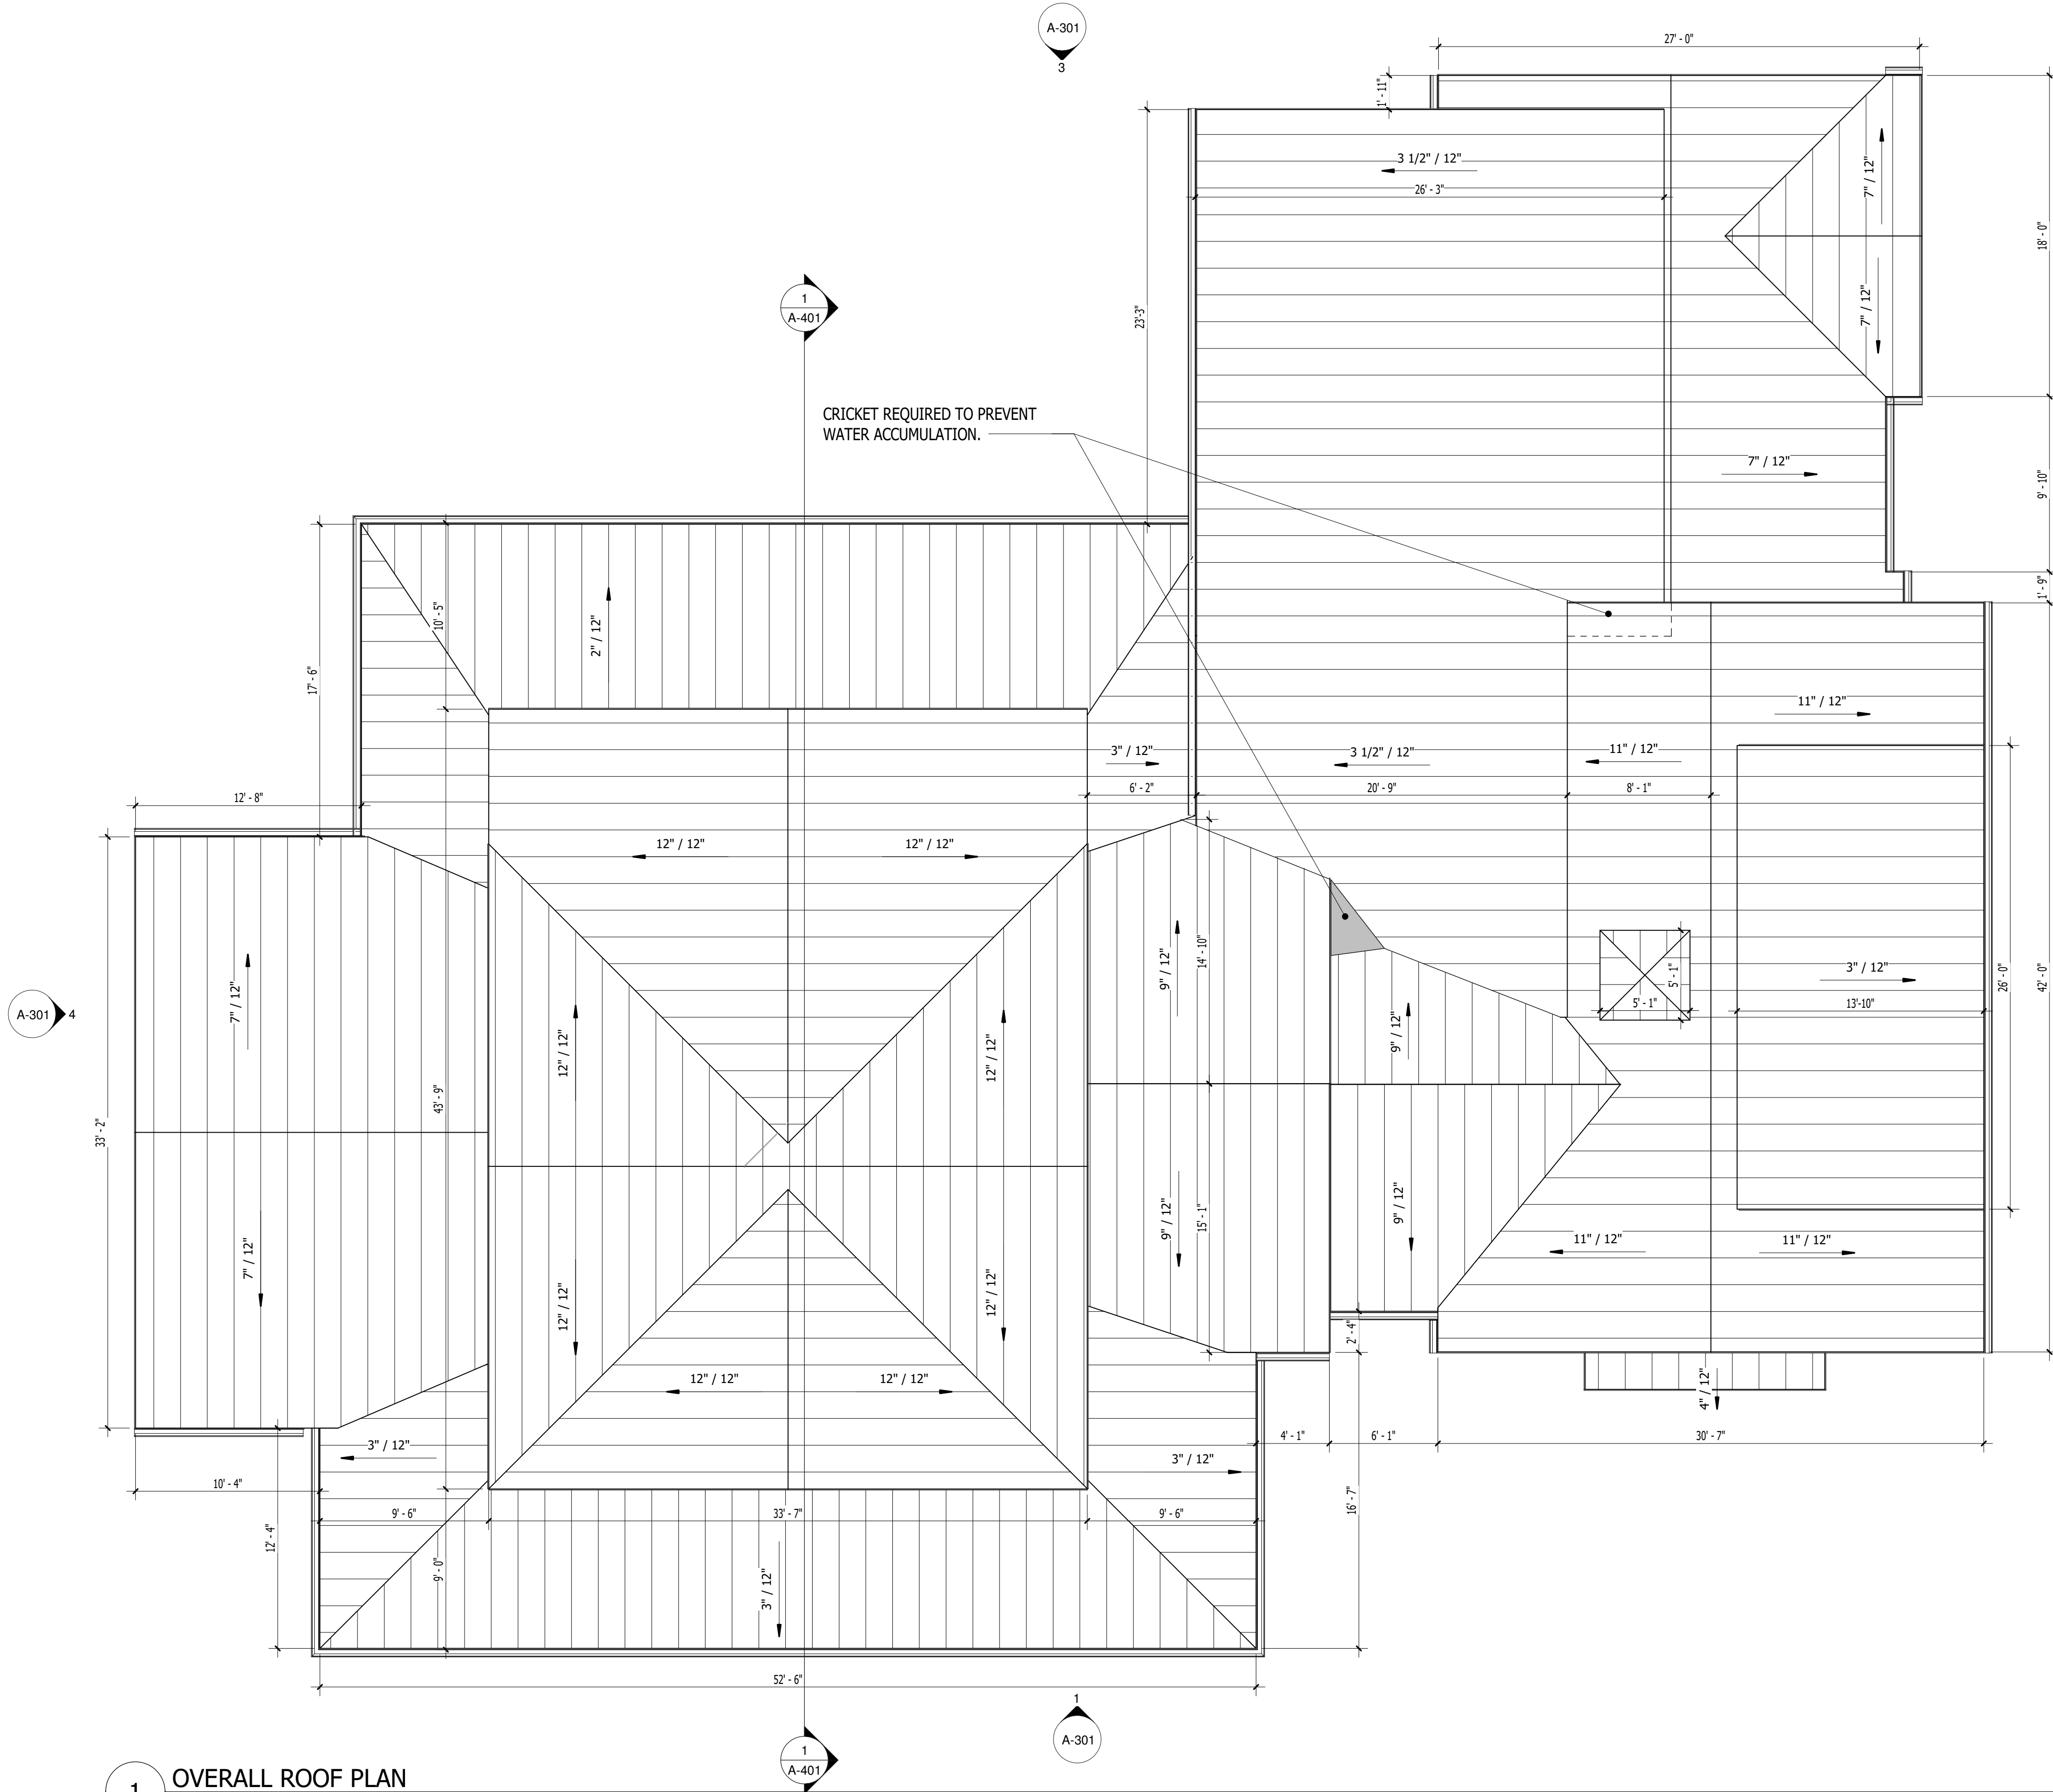 A-301
3
27' - 0"
1' - 11"
3 1/2" / 12"
26' - 3"
7" / 12"
18' - 0"
7" / 12"
1
A-401
23'-3"
CRICKET REQUIRED TO PREVENT
WATER ACCUMULATION.
7" / 12"
9' - 10"
1' - 9"
10' - 5"
2" / 12"
17' - 6"
11" / 12"
3" / 12"
3 1/2" / 12"
11" / 12"
12' - 8"
6' - 2"
20' - 9"
8' - 1"
12" / 12"
12" / 12"
7" / 12"
9" / 12"
14' - 10"
5' - 1"
5' - 1"
3" / 12"
13'-10"
26' - 0"
42' - 0"
A-301
4
12" / 12"
12" / 12"
9" / 12"
33' - 2"
43' - 9"
7" / 12"
9" / 12"
15' - 1"
9" / 12"
11" / 12"
11" / 12"
12" / 12"
12" / 12"
2' - 4"
12" / 12"
12" / 12"
4" / 12"
3" / 12"
3" / 12"
4' - 1"
6' - 1"
30' - 7"
10' - 4"
9' - 6"
33' - 7"
9' - 6"
16' - 7"
12' - 4"
9' - 0"
3" / 12"
52' - 6"
1
A-301
1
A-401
1
OVERALL ROOF PLAN